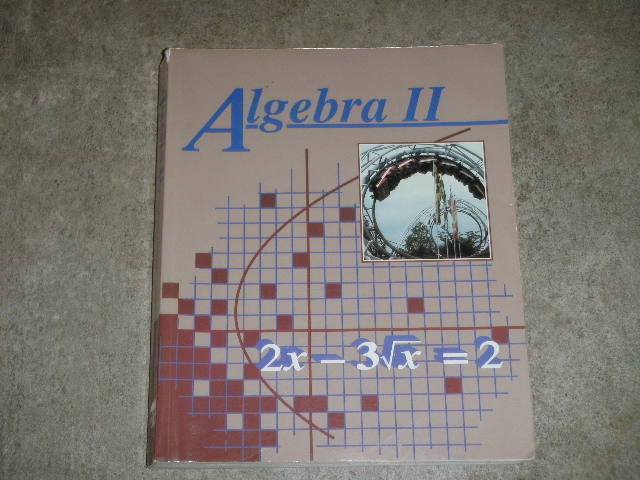 Algebra II
2x − 3√x = 2